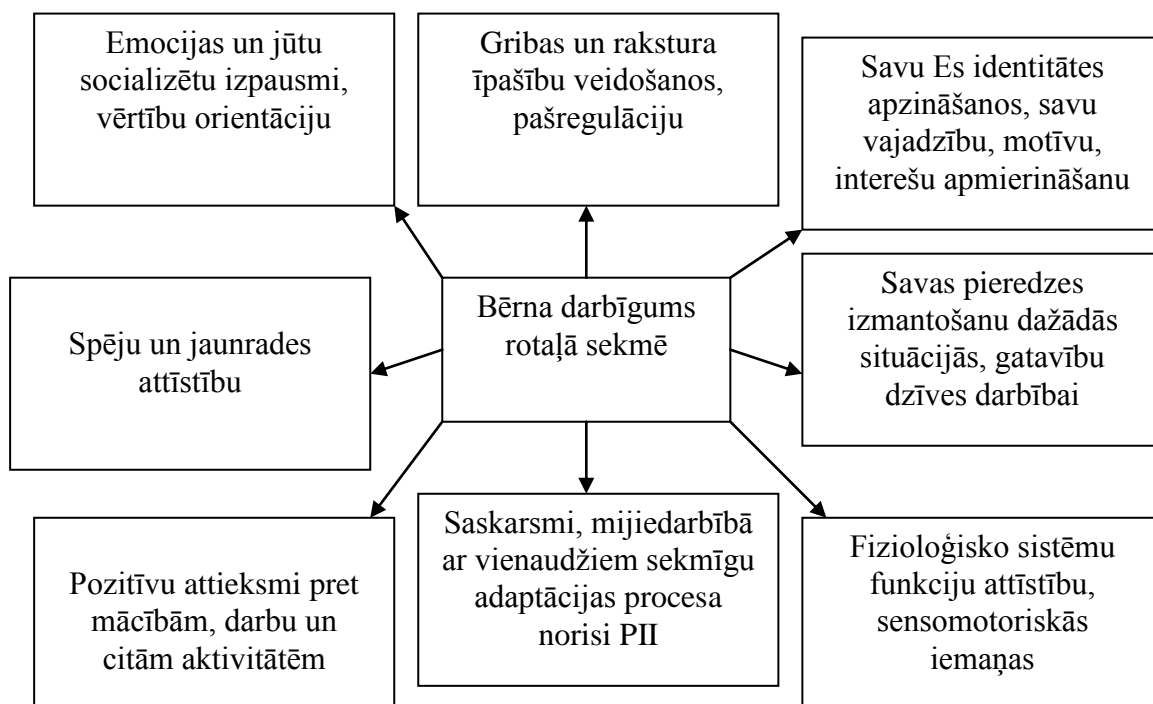 Emocijas un jūtu
socializētu izpausmi,
vērtību orientāciju
Gribas un rakstura
īpašību veidošanos,
pašregulāciju
Savu Es identitātes
apzināšanos, savu
vajadzību, motīvu,
interešu apmierināšanu
Spēju un jaunrades
attīstību
Bērna darbīgums
rotaļā sekmē
Savas pieredzes
izmantošanu dažādās
situācijās, gatavību
dzīves darbībai
Pozitīvu attieksmi pret
mācībām, darbu un
citām aktivitātēm
Saskarsmi, mijiedarbībā
ar vienaudžiem sekmīgu
adaptācijas procesa
norisi PII
Fizioloģisko sistēmu
funkciju attīstību,
sensomotoriskās
iemaņas